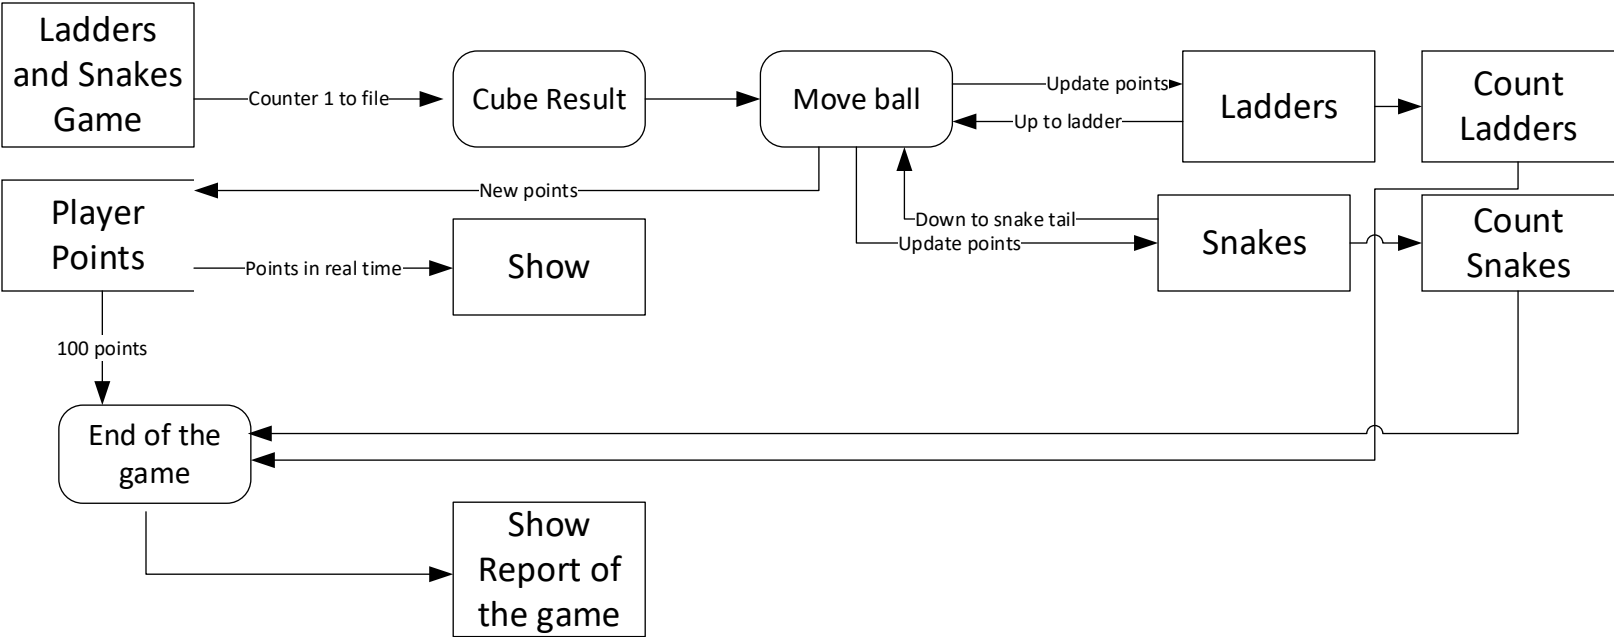 Ladders
and Snakes
Game
Counter 1 to file
Cube Result
Move ball
Update points
Up to ladder
Ladders
Count
Ladders
New points
Player
Points
Points in real time
Show
Down to snake tail
Update points
Snakes
Count
Snakes
100 points
End of the
game
Show
Report of
the game